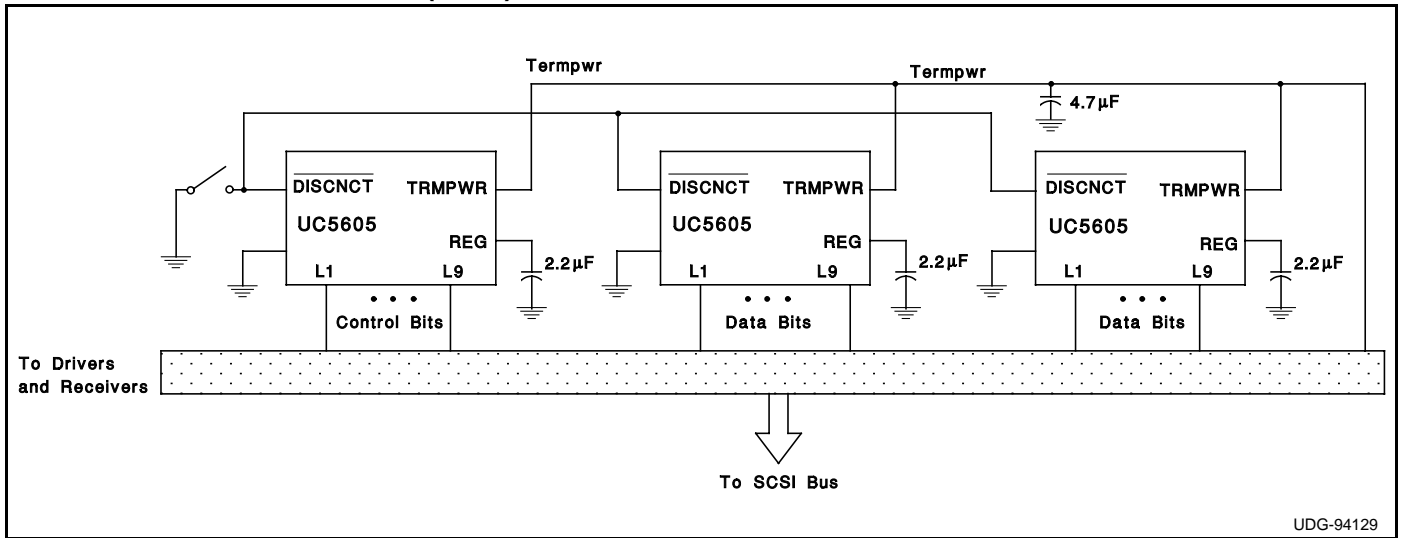 Termpwr
Termpwr
4.7µF
DISCNCT TRMPWR
UC5605
REG
L1 L9
2.2µF
• • •
Control Bits
DISCNCT TRMPWR
UC5605
REG
L1 L9
2.2µF
• • •
Data Bits
DISCNCT TRMPWR
UC5605
REG
L1 L9
2.2µF
• • •
Data Bits
To Drivers
and Receivers
To SCSI Bus
UDG-94129